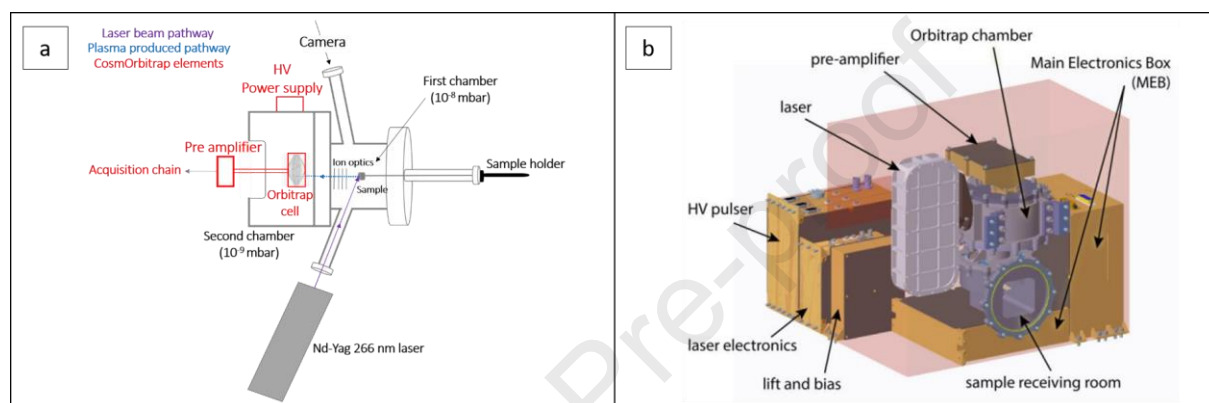 a
Laser beam pathway
Plasma produced pathway
CosmOrbitrap elements
Camera
HV
Power supply
First chamber
(10⁻⁸ mbar)
Pre amplifier
Ion optics
Acquisition chain
Sample holder
Sample
Orbitrap
cell
Second chamber
(10⁻⁹ mbar)
Nd-Yag 266 nm laser
b
Orbitrap chamber
pre-amplifier
Main Electronics Box
(MEB)
laser
HV pulser
laser electronics
lift and bias
sample receiving room
Pre-proof